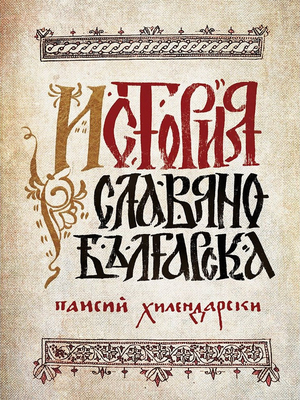 История
славяно
българска
паисий хилендарски